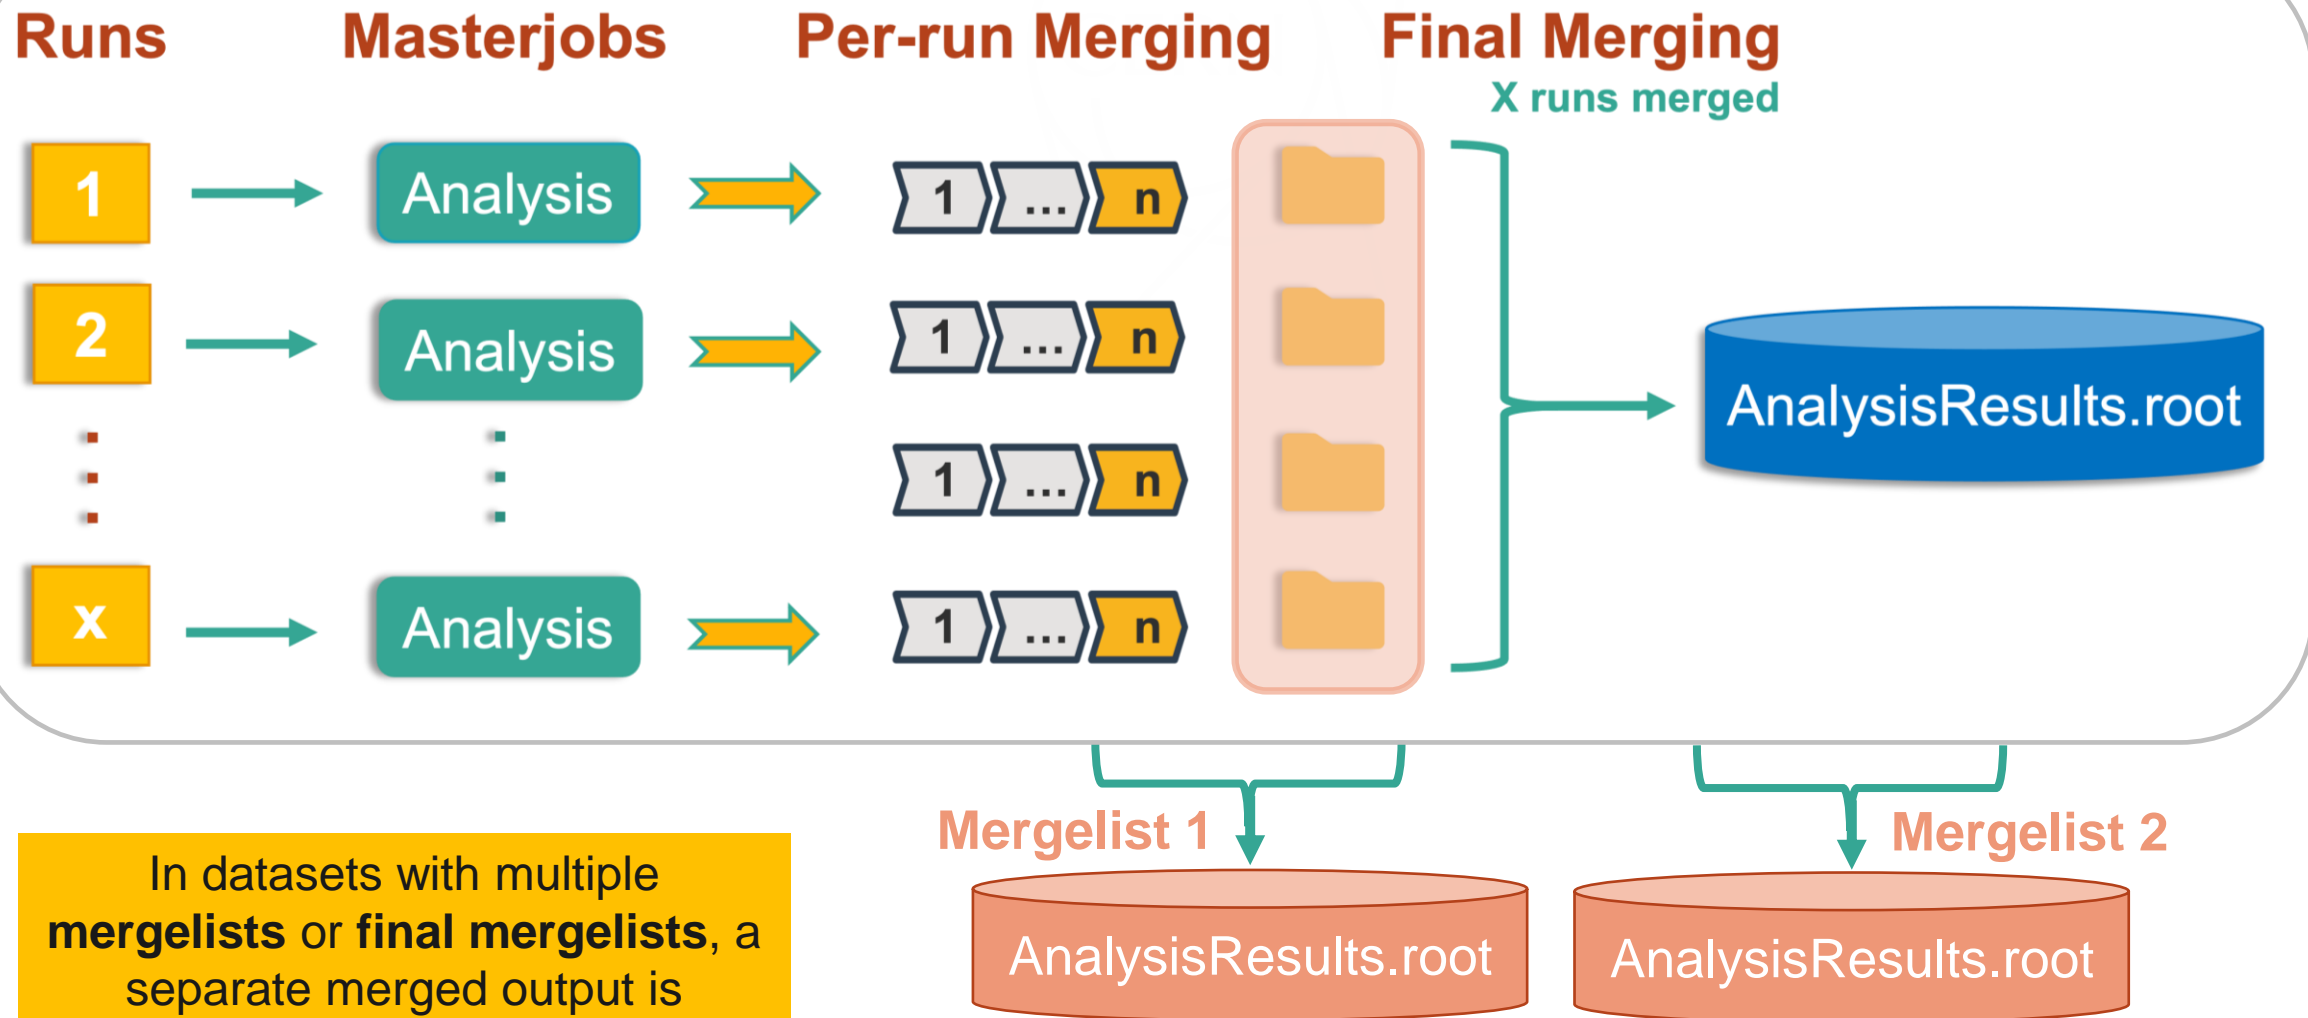 Runs Masterjobs Per-run Merging Final Merging
X runs merged
1 Analysis 1 ... n
2 Analysis 1 ... n
AnalysisResults.root
1 ... n
x Analysis 1 ... n
Mergelist 1 Mergelist 2
In datasets with multiple
mergelists or final mergelists, a
separate merged output is
AnalysisResults.root AnalysisResults.root